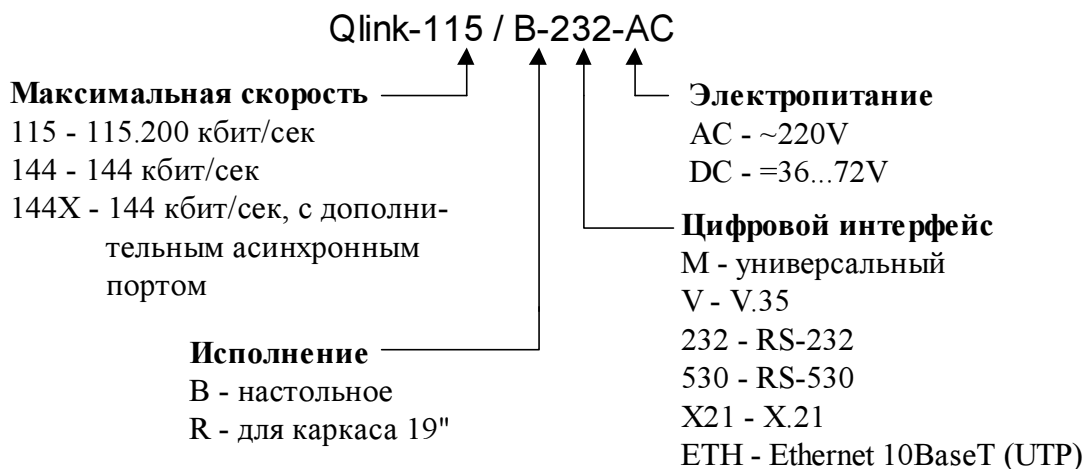 Qlink-115 / B-232-AC
Максимальная скорость
115 - 115.200 кбит/сек
144 - 144 кбит/сек
144X - 144 кбит/сек, с дополни-
тельным асинхронным
портом
Исполнение
B - настольное
R - для каркаса 19"
Электропитание
AC - ~220V
DC - =36...72V
Цифровой интерфейс
M - универсальный
V - V.35
232 - RS-232
530 - RS-530
X21 - X.21
ETH - Ethernet 10BaseT (UTP)